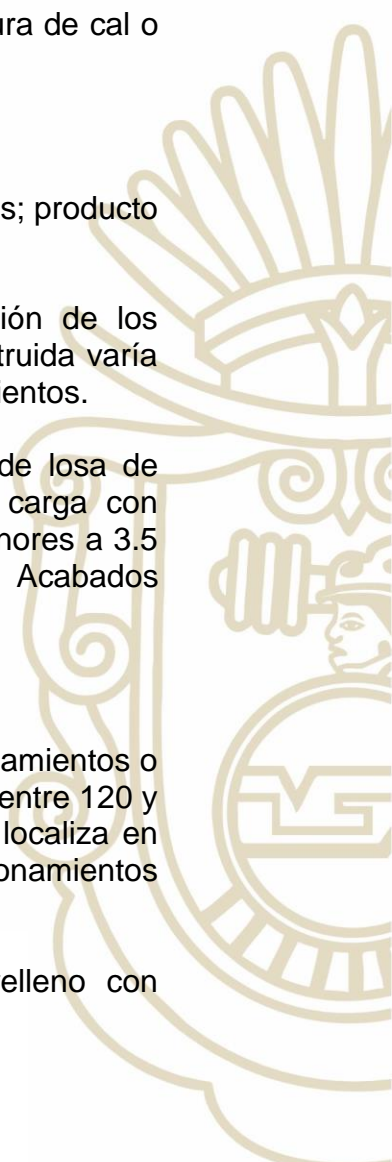 ura de cal o
s; producto
ión de los
truida varía
ientos.
de losa de
carga con
nores a 3.5
Acabados
amientos o
entre 120 y
localiza en
onamientos
elleno con